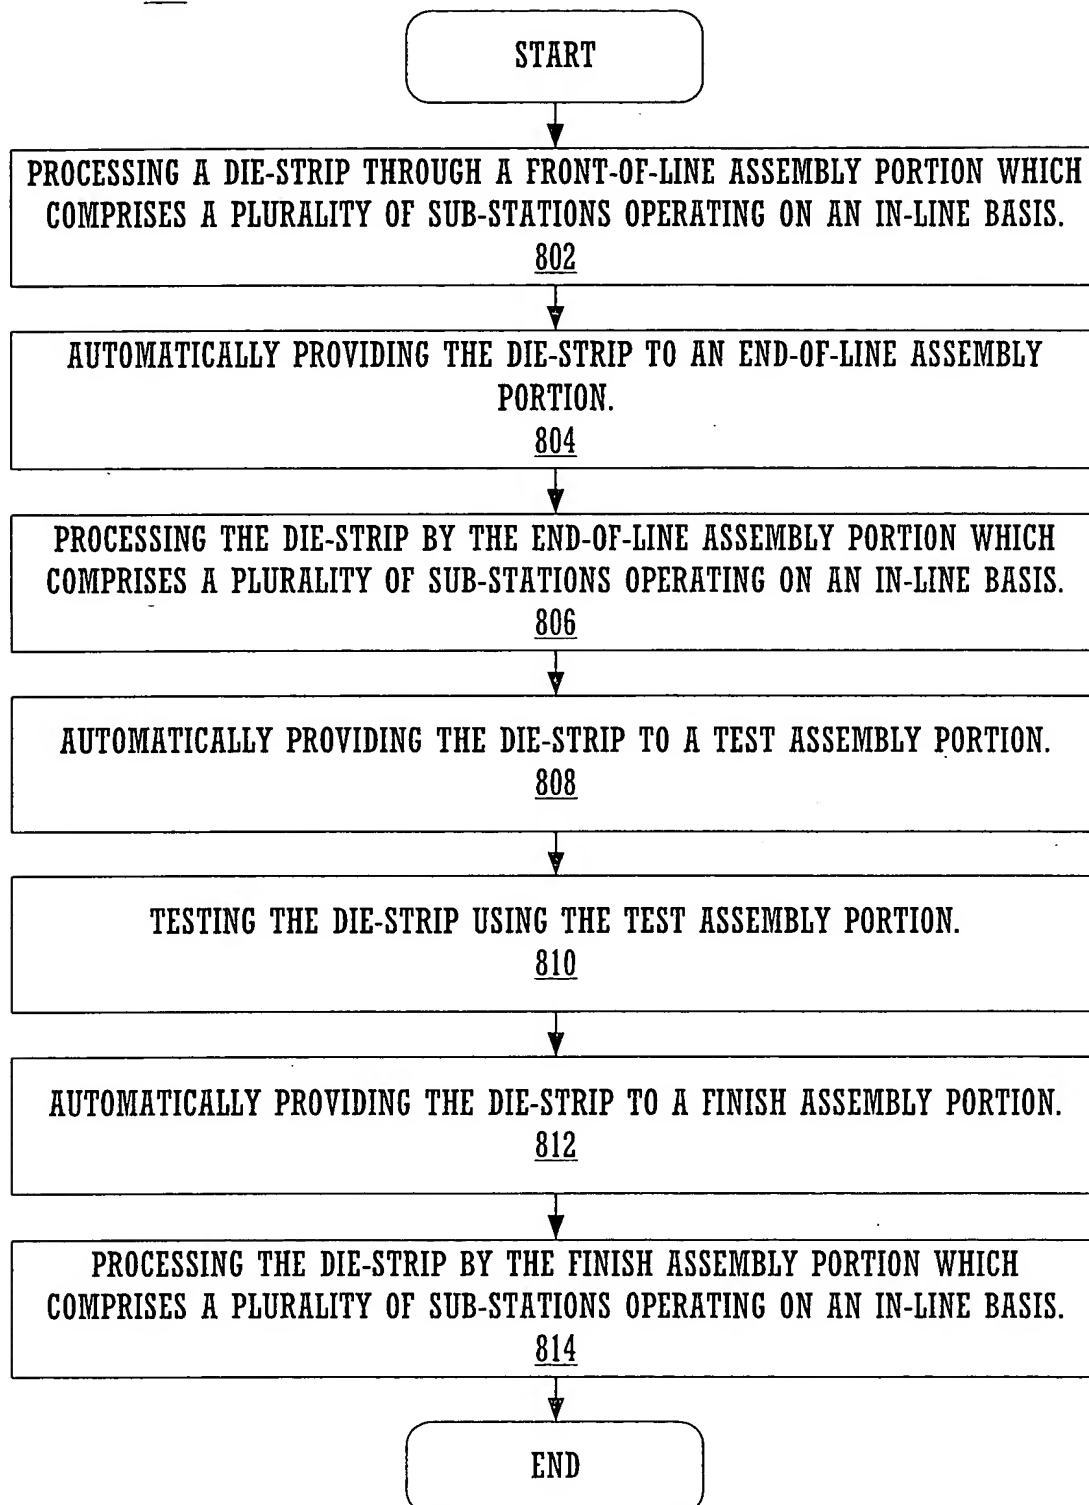 START
PROCESSING A DIE-STRIP THROUGH A FRONT-OF-LINE ASSEMBLY PORTION WHICH
COMPRISES A PLURALITY OF SUB-STATIONS OPERATING ON AN IN-LINE BASIS.
802
AUTOMATICALLY PROVIDING THE DIE-STRIP TO AN END-OF-LINE ASSEMBLY
PORTION.
804
PROCESSING THE DIE-STRIP BY THE END-OF-LINE ASSEMBLY PORTION WHICH
COMPRISES A PLURALITY OF SUB-STATIONS OPERATING ON AN IN-LINE BASIS.
806
AUTOMATICALLY PROVIDING THE DIE-STRIP TO A TEST ASSEMBLY PORTION.
808
TESTING THE DIE-STRIP USING THE TEST ASSEMBLY PORTION.
810
AUTOMATICALLY PROVIDING THE DIE-STRIP TO A FINISH ASSEMBLY PORTION.
812
PROCESSING THE DIE-STRIP BY THE FINISH ASSEMBLY PORTION WHICH
COMPRISES A PLURALITY OF SUB-STATIONS OPERATING ON AN IN-LINE BASIS.
814
END